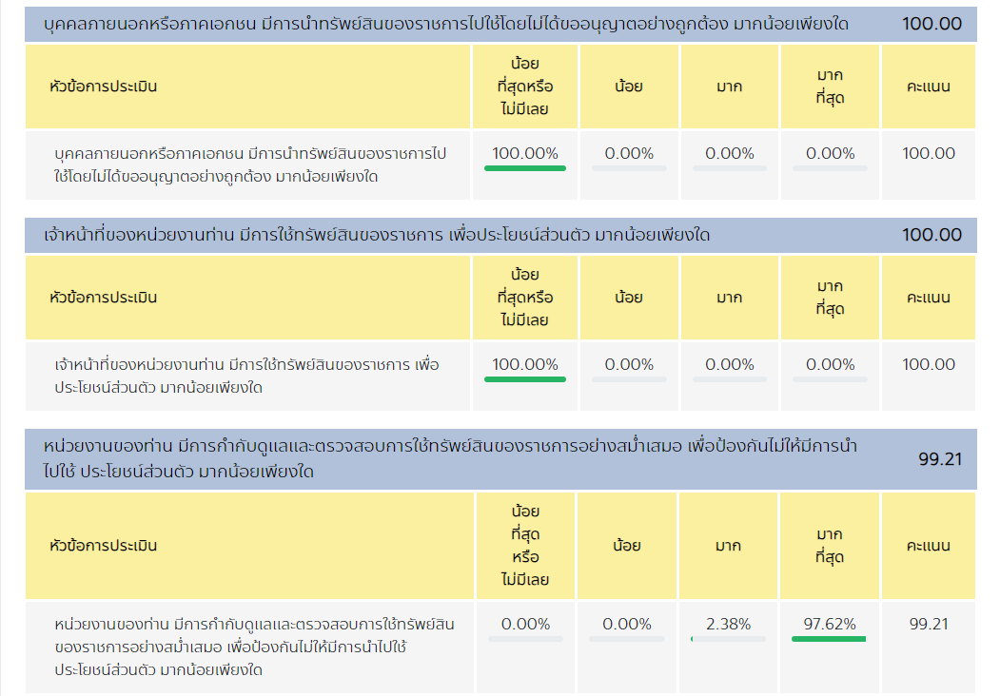 บุคคลภายนอกหรือภาคเอกชน มีการนำทรัพย์สินของราชการไปใช้โดยไม่ได้ขออนุญาตอย่างถูกต้อง มากน้อยเพียงใด 100.00
หัวข้อการประเมิน
น้อย
ที่สุดหรือ
ไม่มีเลย
น้อย
มาก
มาก
ที่สุด
คะแนน
บุคคลภายนอกหรือภาคเอกชน มีการนำทรัพย์สินของราชการไป
ใช้โดยไม่ได้ขออนุญาตอย่างถูกต้อง มากน้อยเพียงใด
100.00% 0.00% 0.00% 0.00% 100.00
เจ้าหน้าที่ของหน่วยงานท่าน มีการใช้ทรัพย์สินของราชการ เพื่อประโยชน์ส่วนตัว มากน้อยเพียงใด 100.00
หัวข้อการประเมิน
น้อย
ที่สุดหรือ
ไม่มีเลย
น้อย
มาก
มาก
ที่สุด
คะแนน
เจ้าหน้าที่ของหน่วยงานท่าน มีการใช้ทรัพย์สินของราชการ เพื่อ
ประโยชน์ส่วนตัว มากน้อยเพียงใด
100.00% 0.00% 0.00% 0.00% 100.00
หน่วยงานของท่าน มีการกำกับดูแลและตรวจสอบการใช้ทรัพย์สินของราชการอย่างสม่ำเสมอ เพื่อป้องกันไม่ให้มีการนำ
ไปใช้ ประโยชน์ส่วนตัว มากน้อยเพียงใด
99.21
หัวข้อการประเมิน
น้อย
ที่สุด
หรือ
ไม่มีเลย
น้อย
มาก
มาก
ที่สุด
คะแนน
หน่วยงานของท่าน มีการกำกับดูแลและตรวจสอบการใช้ทรัพย์สิน
ของราชการอย่างสม่ำเสมอ เพื่อป้องกันไม่ให้มีการนำไปใช้
ประโยชน์ส่วนตัว มากน้อยเพียงใด
0.00% 0.00% 2.38% 97.62% 99.21